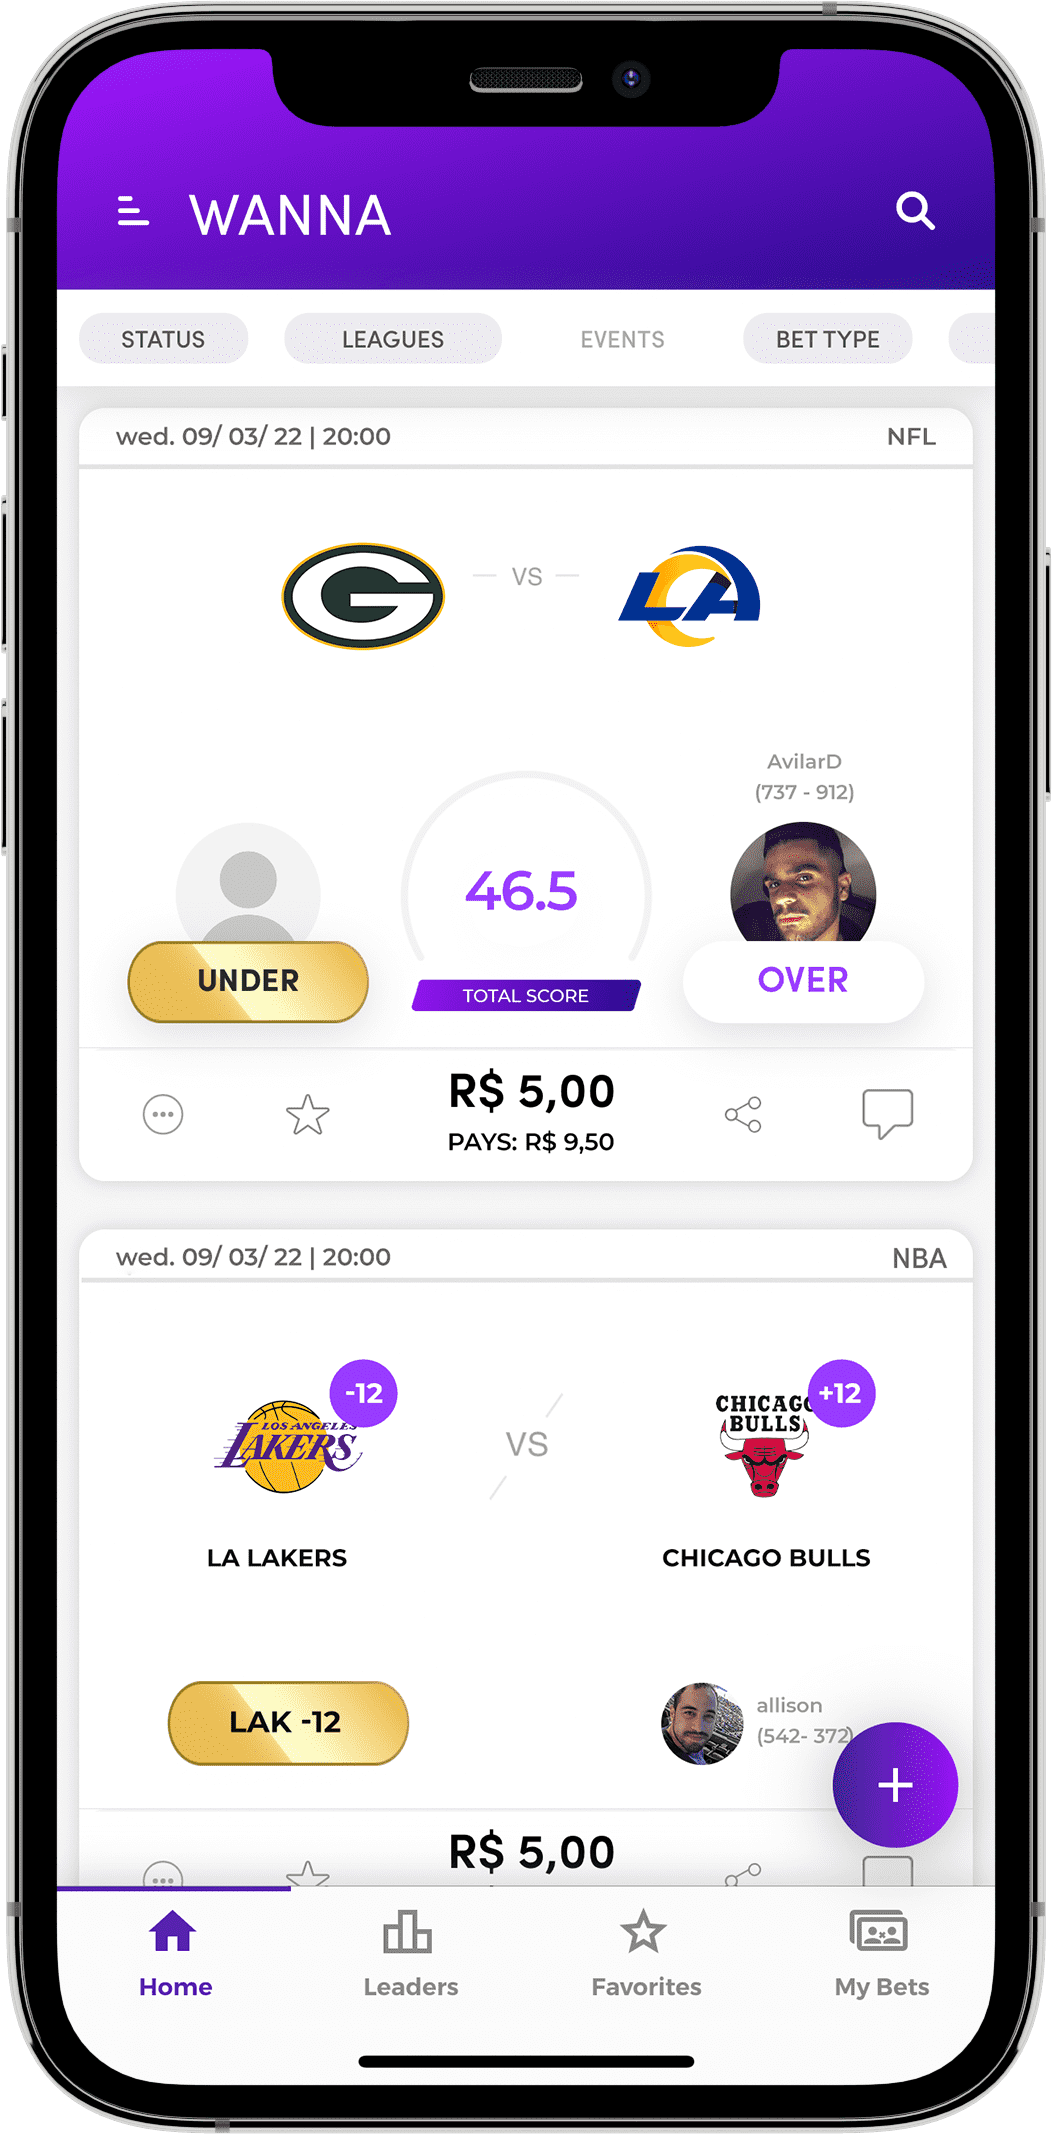 WANNA
STATUS LEAGUES EVENTS BET TYPE
wed. 09/ 03/ 22 | 20:00 NFL
G VS LA
AvilarD
(737 - 912)
46.5
UNDER TOTAL SCORE OVER
R$ 5,00
PAYS: R$ 9,50
wed. 09/ 03/ 22 | 20:00 NBA
-12 +12
LOS ANGELES
LAKERS
VS
CHICAGO
BULLS
LA LAKERS CHICAGO BULLS
LAK -12
allison
(542- 372)
R$ 5,00
Home Leaders Favorites My Bets